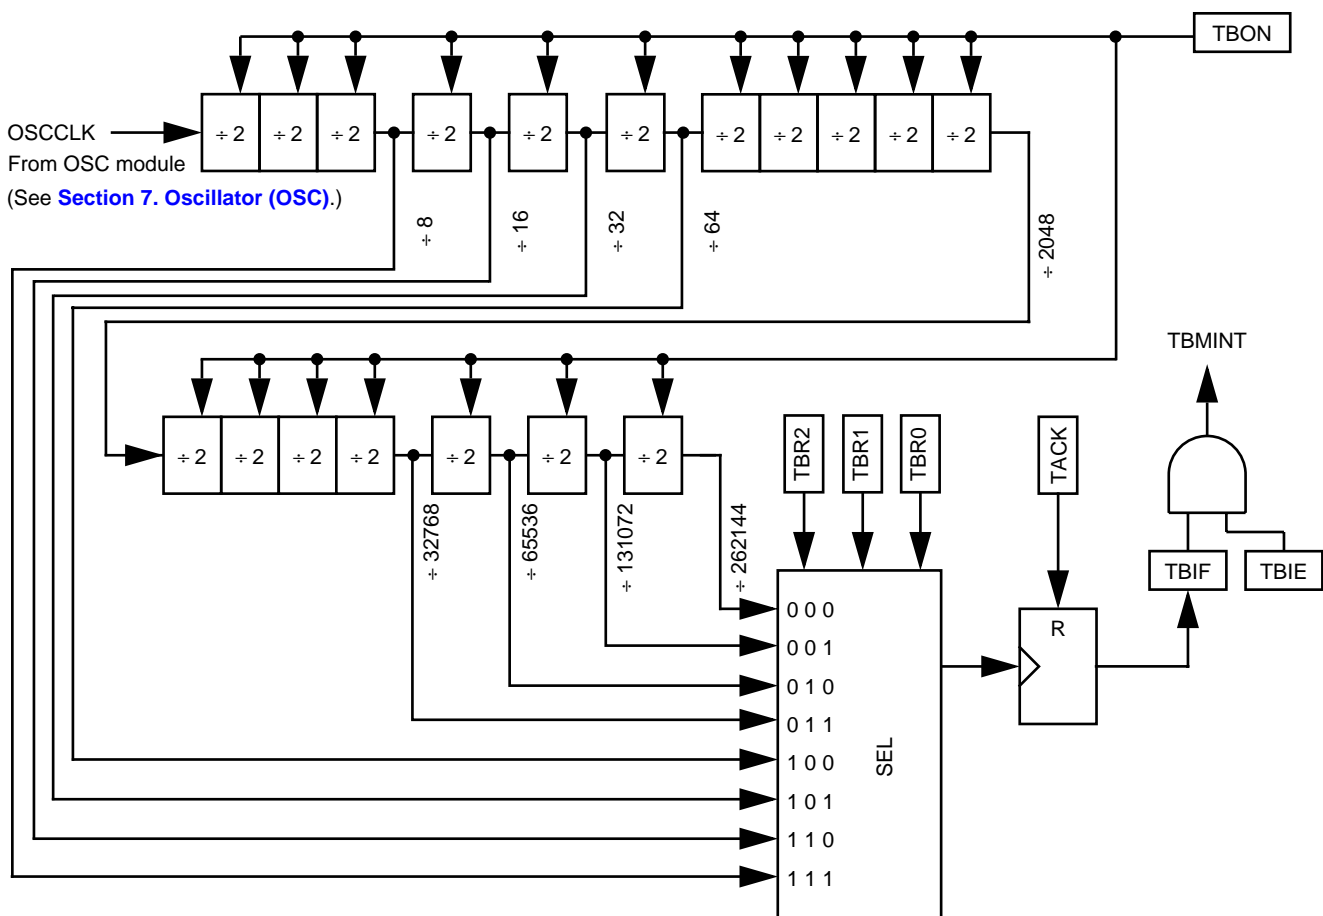 TBON
÷ 2 ÷ 2 ÷ 2 ÷ 2 ÷ 2 ÷ 2 ÷ 2 ÷ 2 ÷ 2 ÷ 2 ÷ 2
OSCCLK
From OSC module
(See Section 7. Oscillator (OSC).)
÷ 8
÷ 16
÷ 32
÷ 64
÷ 2048
TBMINT
÷ 2 ÷ 2 ÷ 2 ÷ 2 ÷ 2 ÷ 2 ÷ 2
TBR2
TBR1
TBR0
TACK
÷ 32768
÷ 65536
÷ 131072
÷ 262144
TBIF
TBIE
0 0 0
0 0 1
0 1 0
0 1 1
1 0 0
1 0 1
1 1 0
1 1 1
SEL
R